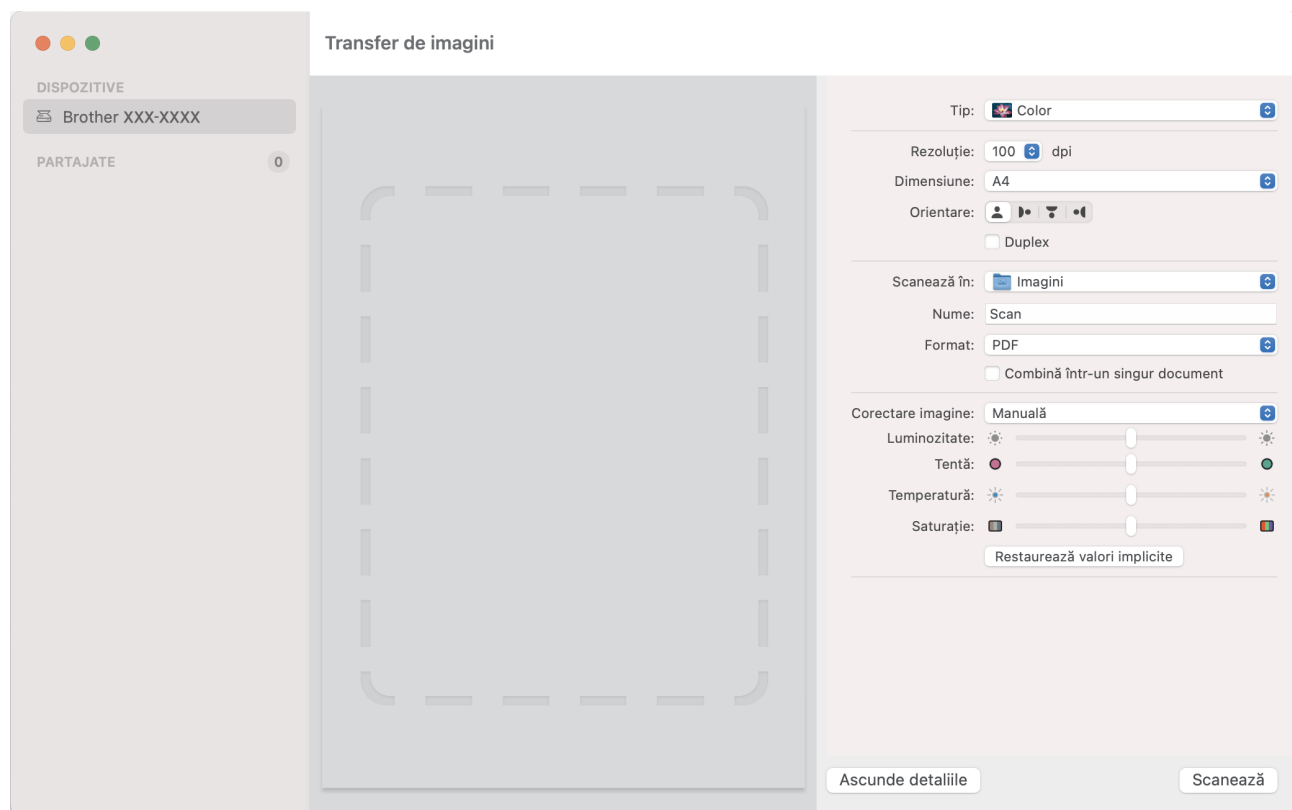 Transfer de imagini
DISPOZITIVE
Brother XXX-XXXX
PARTAJATE 0
Tip: Color
Rezoluție: 100 dpi
Dimensiune: A4
Orientare:
Duplex
Scanează în: Imagini
Nume: Scan
Format: PDF
Combină într-un singur document
Corectare imagine: Manuală
Luminozitate:
Tentă:
Temperatură:
Saturație:
Restaurează valori implicite
Ascunde detaliile Scanează